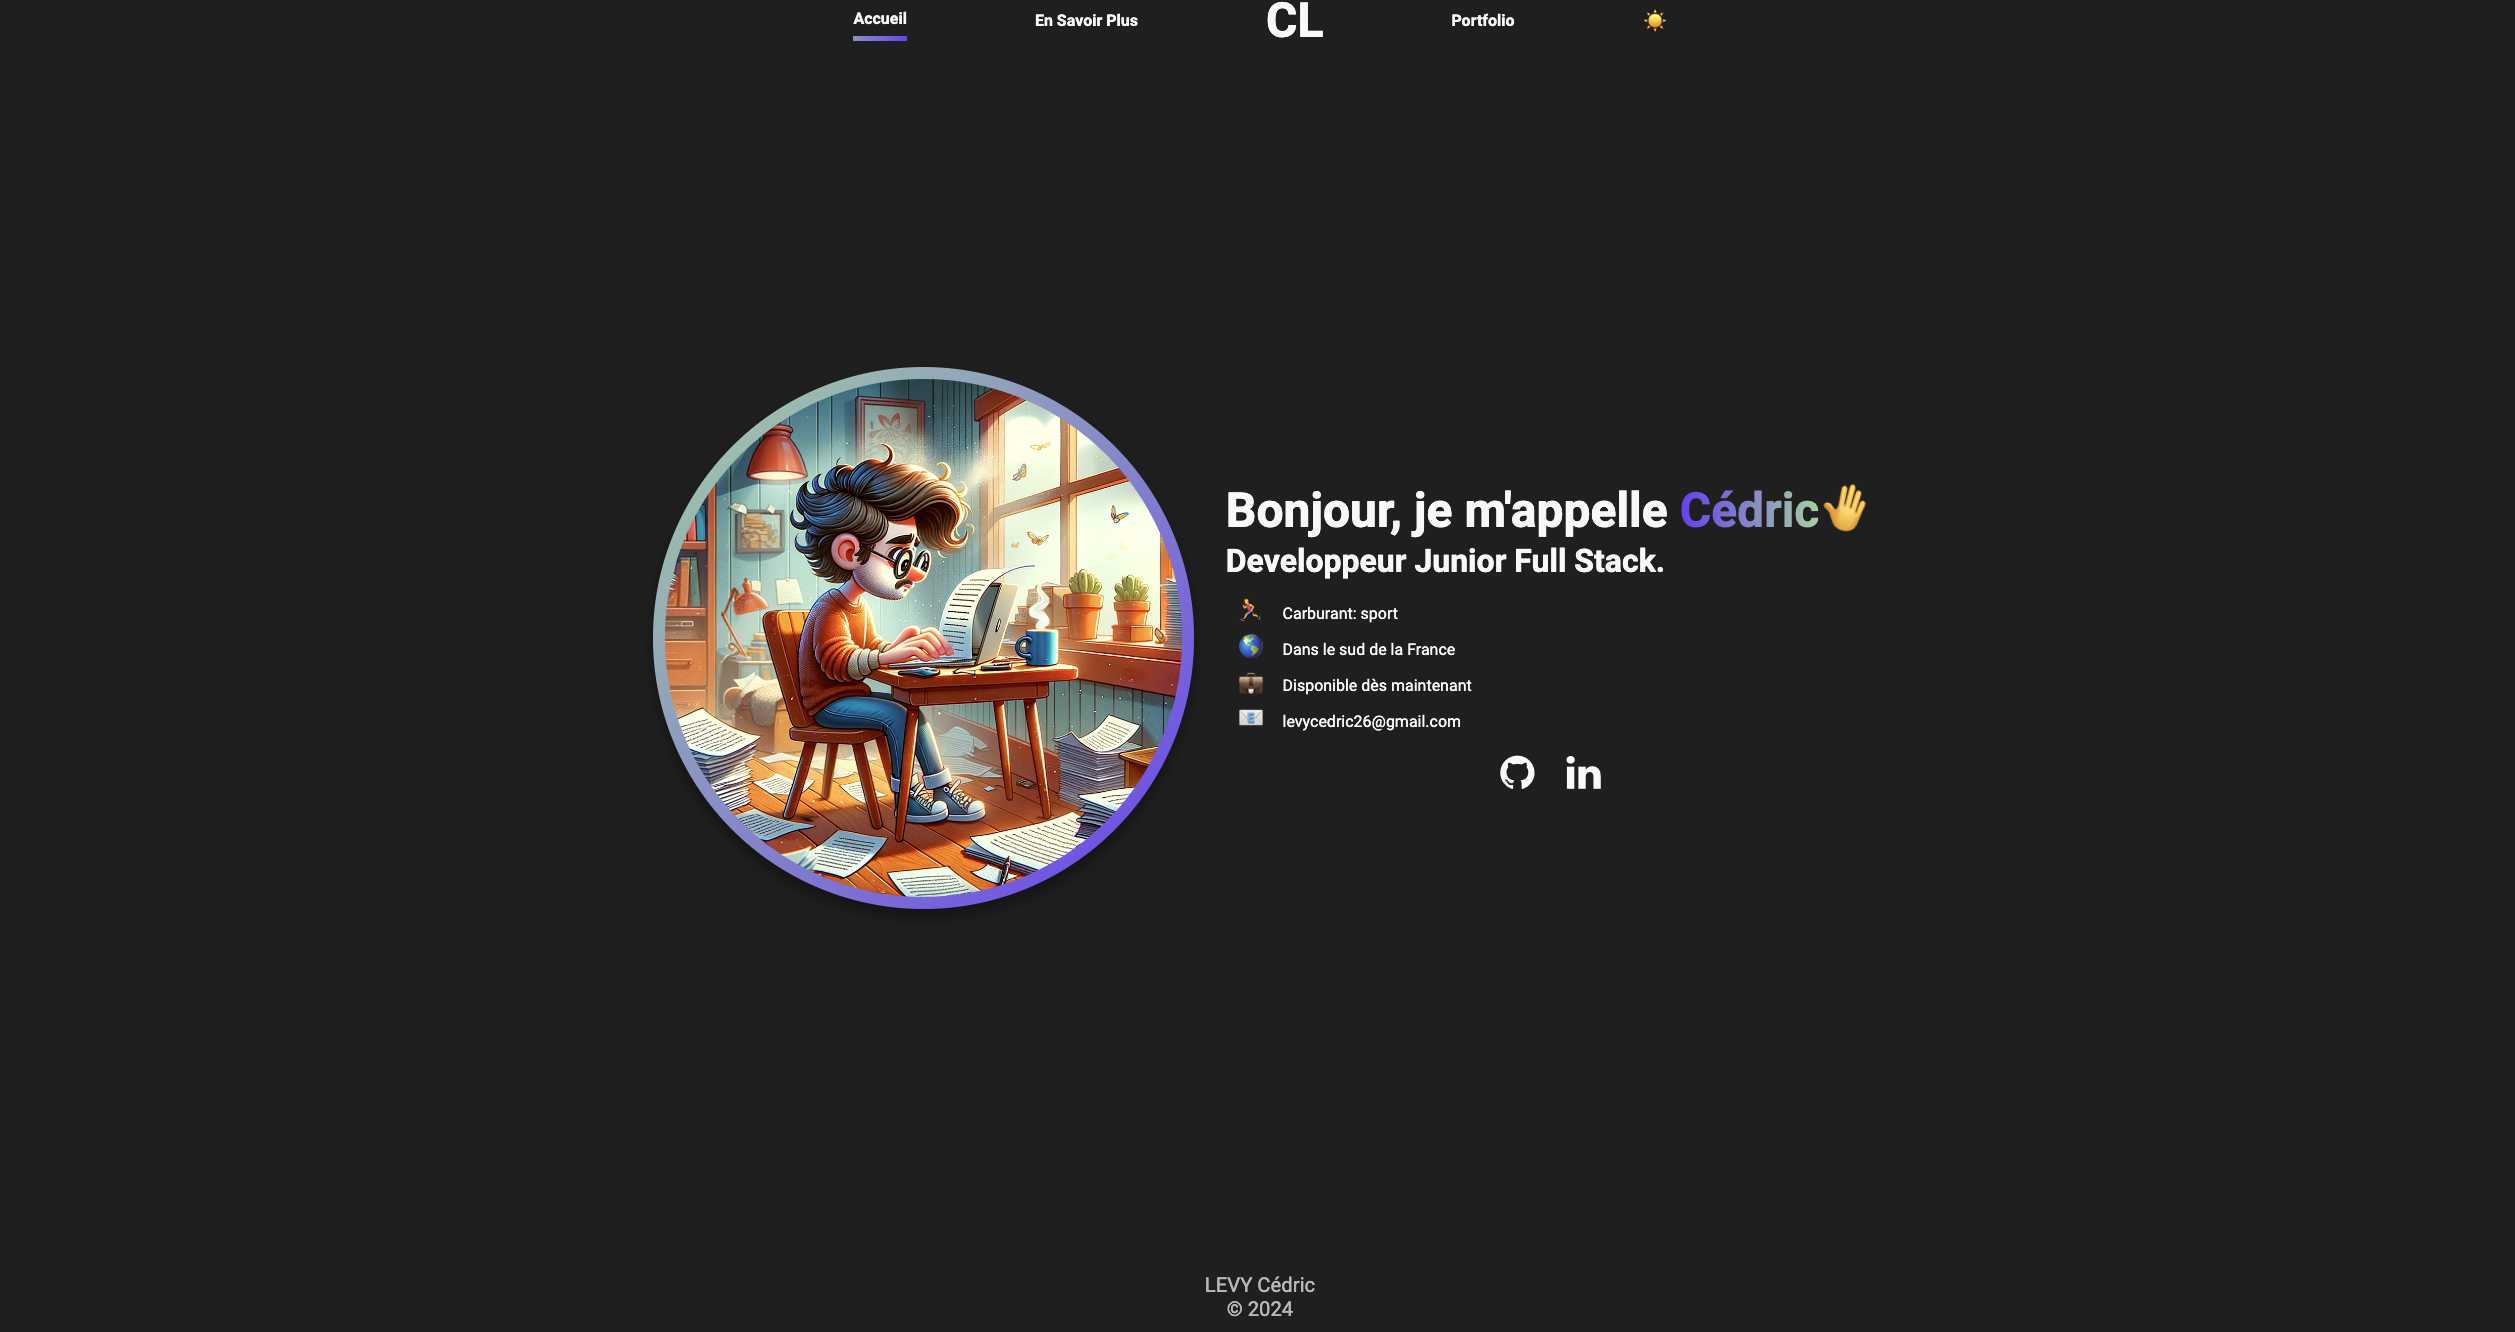 Accueil
En Savoir Plus
CL
Portfolio
Bonjour, je m'appelle Cédric
Developpeur Junior Full Stack.
Carburant: sport
Dans le sud de la France
Disponible dès maintenant
levycedric26@gmail.com
in
LEVY Cédric
© 2024